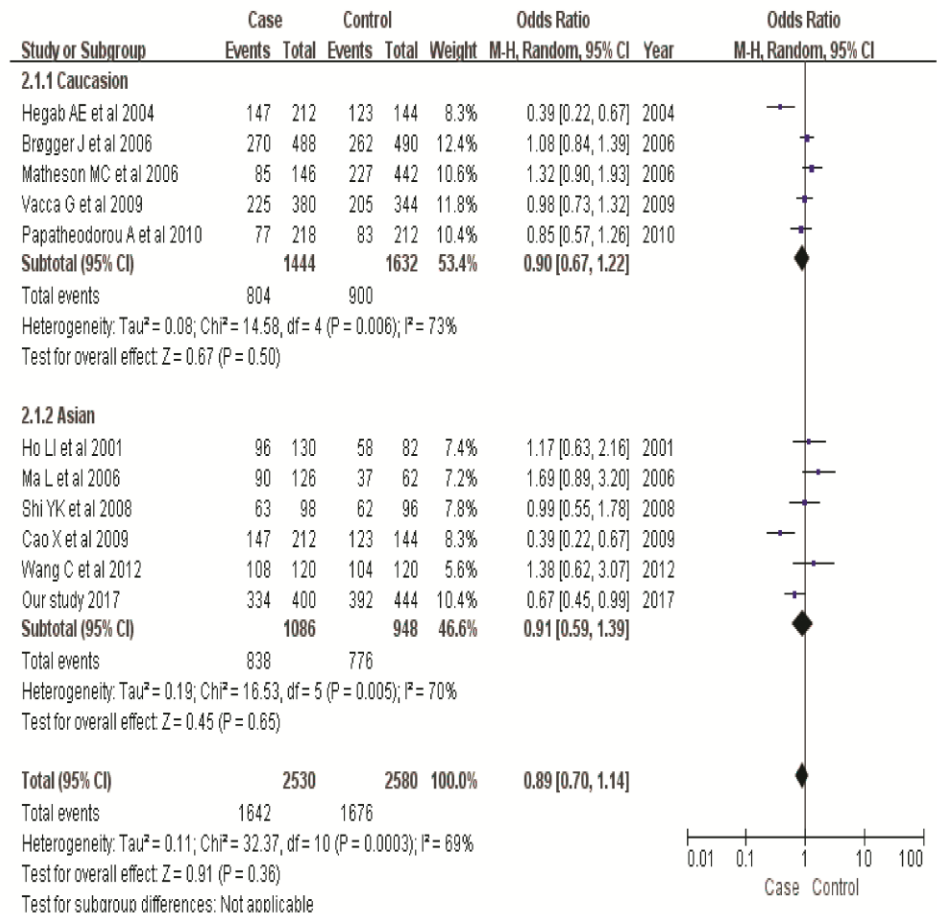 Case Control Odds Ratio Odds Ratio
Study or Subgroup Events Total Events Total Weight M-H, Random, 95% CI Year M-H, Random, 95% CI
2.1.1 Caucasion
Hegab AE et al 2004 147 212 123 144 8.3% 0.39 [0.22, 0.67] 2004
Brøgger J et al 2006 270 488 262 490 12.4% 1.08 [0.84, 1.39] 2006
Matheson MC et al 2006 85 146 227 442 10.6% 1.32 [0.90, 1.93] 2006
Vacca G et al 2009 225 380 205 344 11.8% 0.98 [0.73, 1.32] 2009
Papatheodorou A et al 2010 77 218 83 212 10.4% 0.85 [0.57, 1.26] 2010
Subtotal (95% CI) 1444 1632 53.4% 0.90 [0.67, 1.22]
Total events 804 900
Heterogeneity: Tau² = 0.08; Chi² = 14.58, df = 4 (P = 0.006); I² = 73%
Test for overall effect: Z = 0.67 (P = 0.50)
2.1.2 Asian
Ho LI et al 2001 96 130 58 82 7.4% 1.17 [0.63, 2.16] 2001
Ma L et al 2006 90 126 37 62 7.2% 1.69 [0.89, 3.20] 2006
Shi YK et al 2008 63 98 62 96 7.8% 0.99 [0.55, 1.78] 2008
Cao X et al 2009 147 212 123 144 8.3% 0.39 [0.22, 0.67] 2009
Wang C et al 2012 108 120 104 120 5.6% 1.38 [0.62, 3.07] 2012
Our study 2017 334 400 392 444 10.4% 0.67 [0.45, 0.99] 2017
Subtotal (95% CI) 1086 948 46.6% 0.91 [0.59, 1.39]
Total events 838 776
Heterogeneity: Tau² = 0.19; Chi² = 16.53, df = 5 (P = 0.005); I² = 70%
Test for overall effect: Z = 0.45 (P = 0.65)
Total (95% CI) 2530 2580 100.0% 0.89 [0.70, 1.14]
Total events 1642 1676
Heterogeneity: Tau² = 0.11; Chi² = 32.37, df = 10 (P = 0.0003); I² = 69%
0.01 0.1 1 10 100
Test for overall effect: Z = 0.91 (P = 0.36)
Case Control
Test for subgroup differences: Not applicable